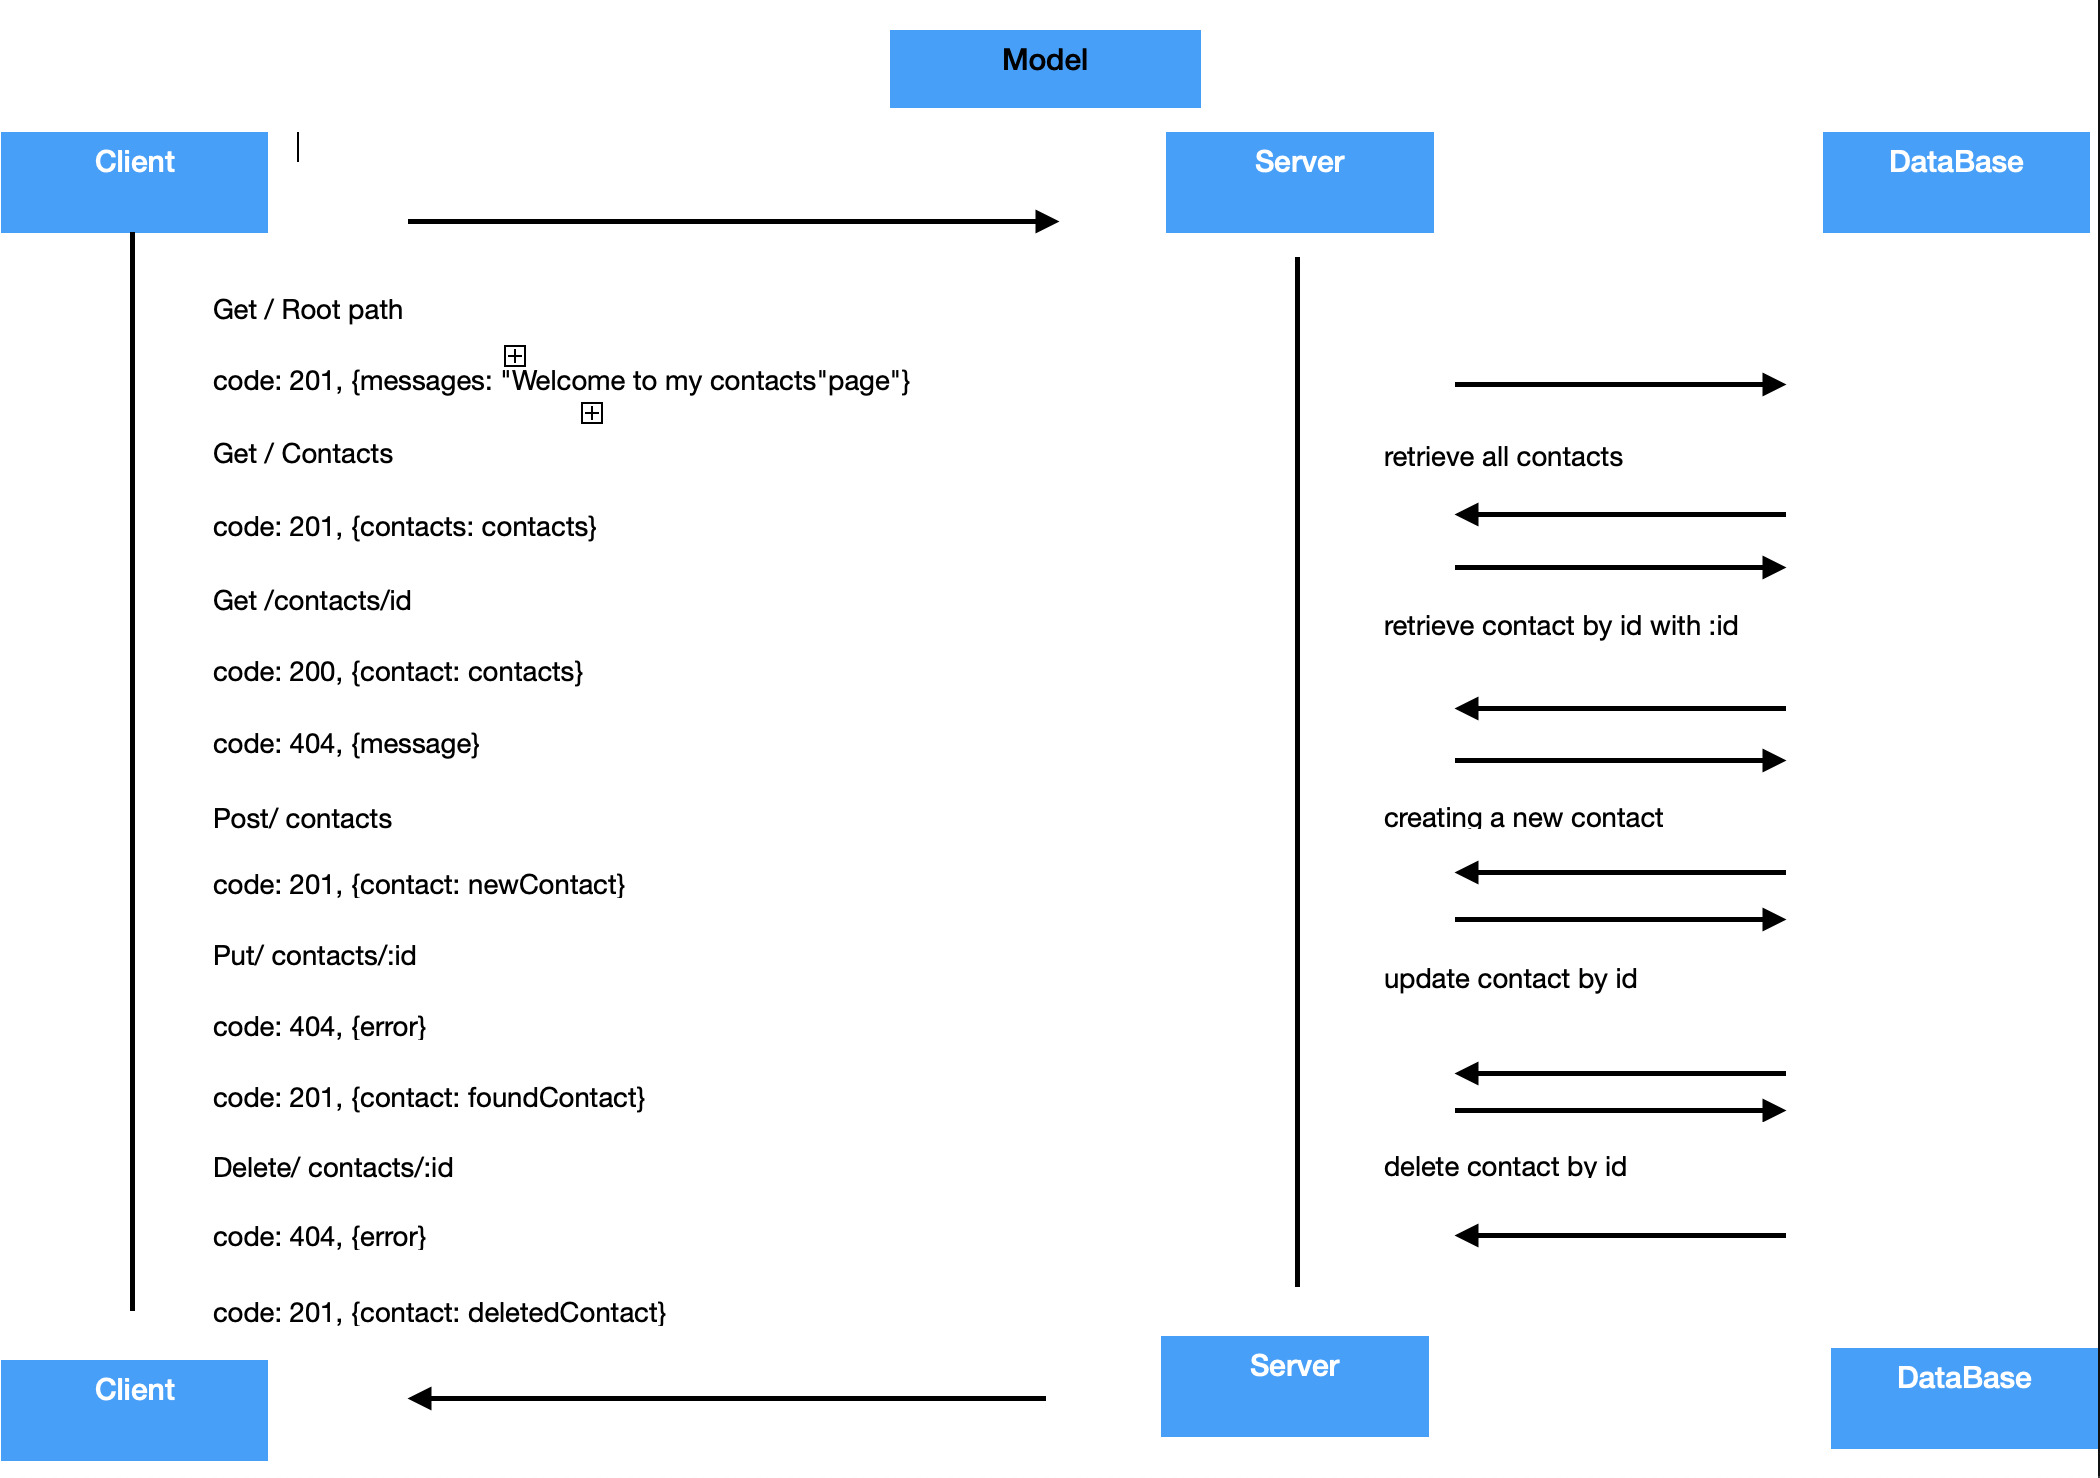 Model
Client
Server
DataBase
Get / Root path
code: 201, {messages: "Welcome to my contacts"page"}
Get / Contacts
retrieve all contacts
code: 201, {contacts: contacts}
Get /contacts/id
retrieve contact by id with :id
code: 200, {contact: contacts}
code: 404, {message}
Post/ contacts
creating a new contact
code: 201, {contact: newContact}
Put/ contacts/:id
update contact by id
code: 404, {error}
code: 201, {contact: foundContact}
Delete/ contacts/:id
delete contact by id
code: 404, {error}
code: 201, {contact: deletedContact}
Client
Server
DataBase